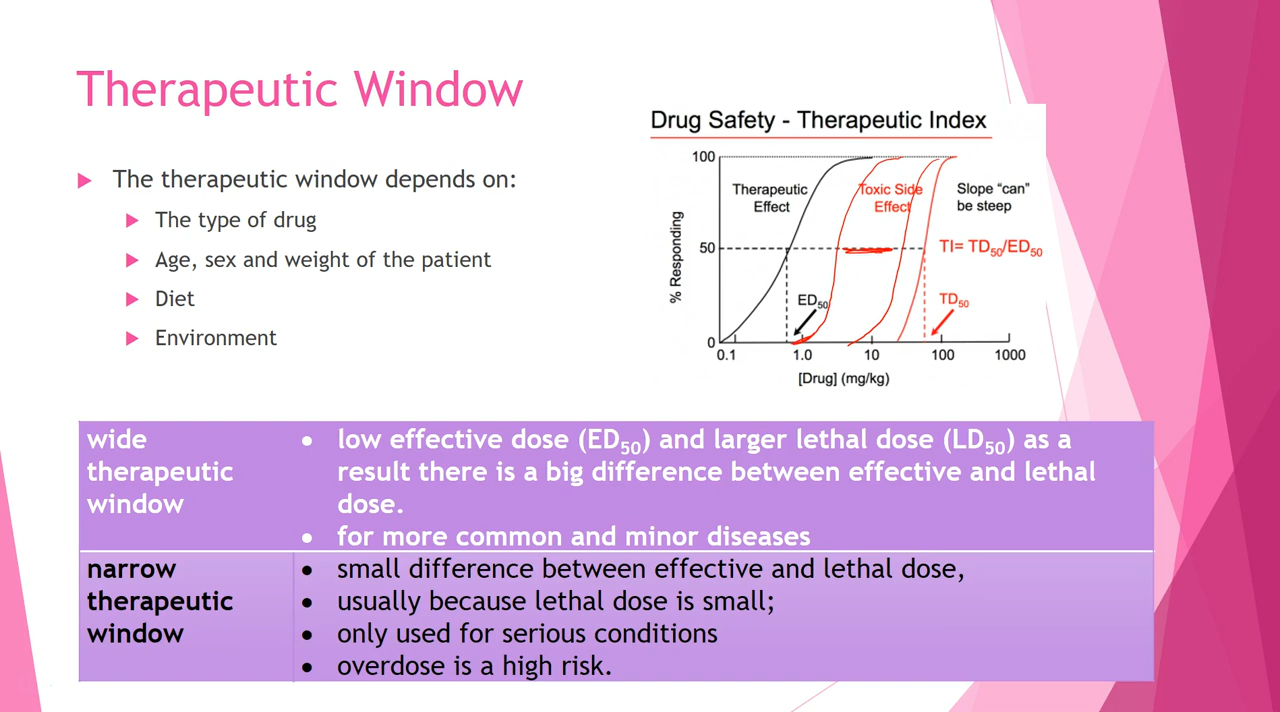 Therapeutic Window
The therapeutic window depends on:
The type of drug
Age, sex and weight of the patient
Diet
Environment
Drug Safety - Therapeutic Index
100
50
0
% Responding
Therapeutic
Effect
Toxic Side
Effect
Slope “can”
be steep
TI= TD50/ED50
ED50
TD50
0.1 1.0 10 100 1000
[Drug] (mg/kg)
wide
therapeutic
window
• low effective dose (ED50) and larger lethal dose (LD50) as a
result there is a big difference between effective and lethal
dose.
• for more common and minor diseases
narrow
therapeutic
window
• small difference between effective and lethal dose,
• usually because lethal dose is small;
• only used for serious conditions
• overdose is a high risk.